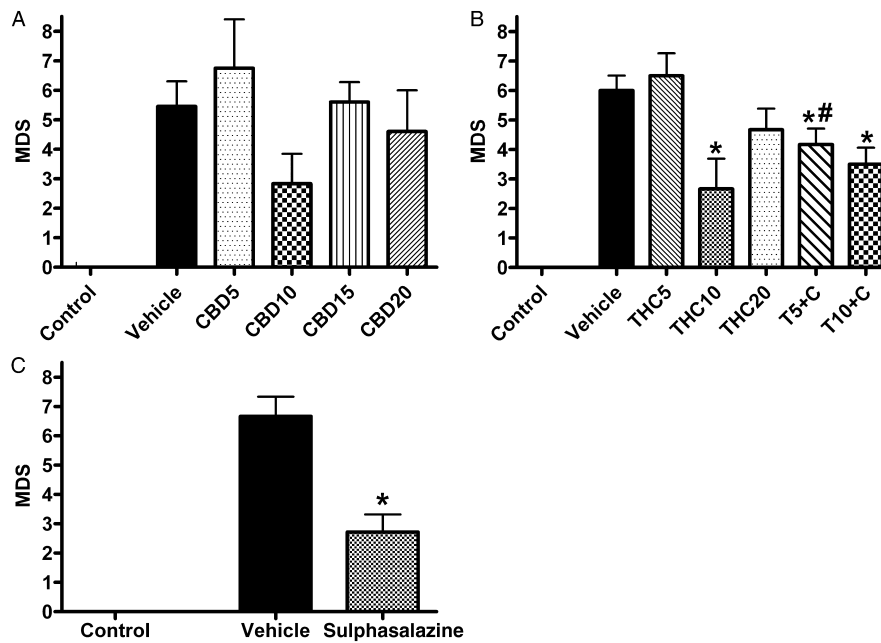 A
MDS
8
7
6
5
4
3
2
1
0
Control
Vehicle
CBD5
CBD10
CBD15
CBD20
B
MDS
8
7
6
5
4
3
2
1
0
*
*#
*
Control
Vehicle
THC5
THC10
THC20
T5+C
T10+C
C
MDS
8
7
6
5
4
3
2
1
0
*
Control Vehicle Sulphasalazine